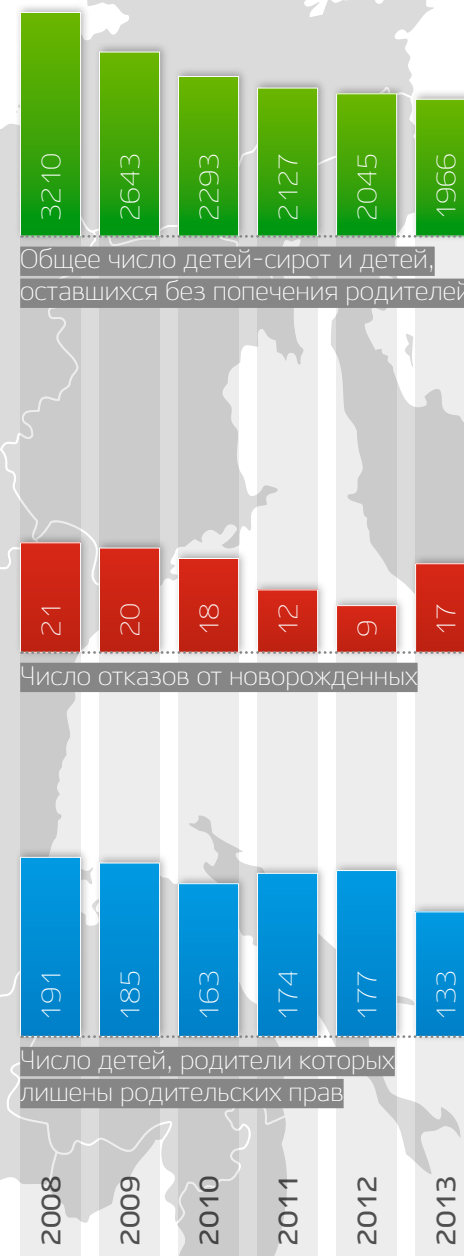 3210 2643 2293 2127 2045 1966
Общее число детей-сирот и детей,
оставшихся без попечения родителей
21 20 18 12 9 17
Число отказов от новорожденных
191 185 163 174 177 133
Число детей, родители которых
лишены родительских прав
2008 2009 2010 2011 2012 2013